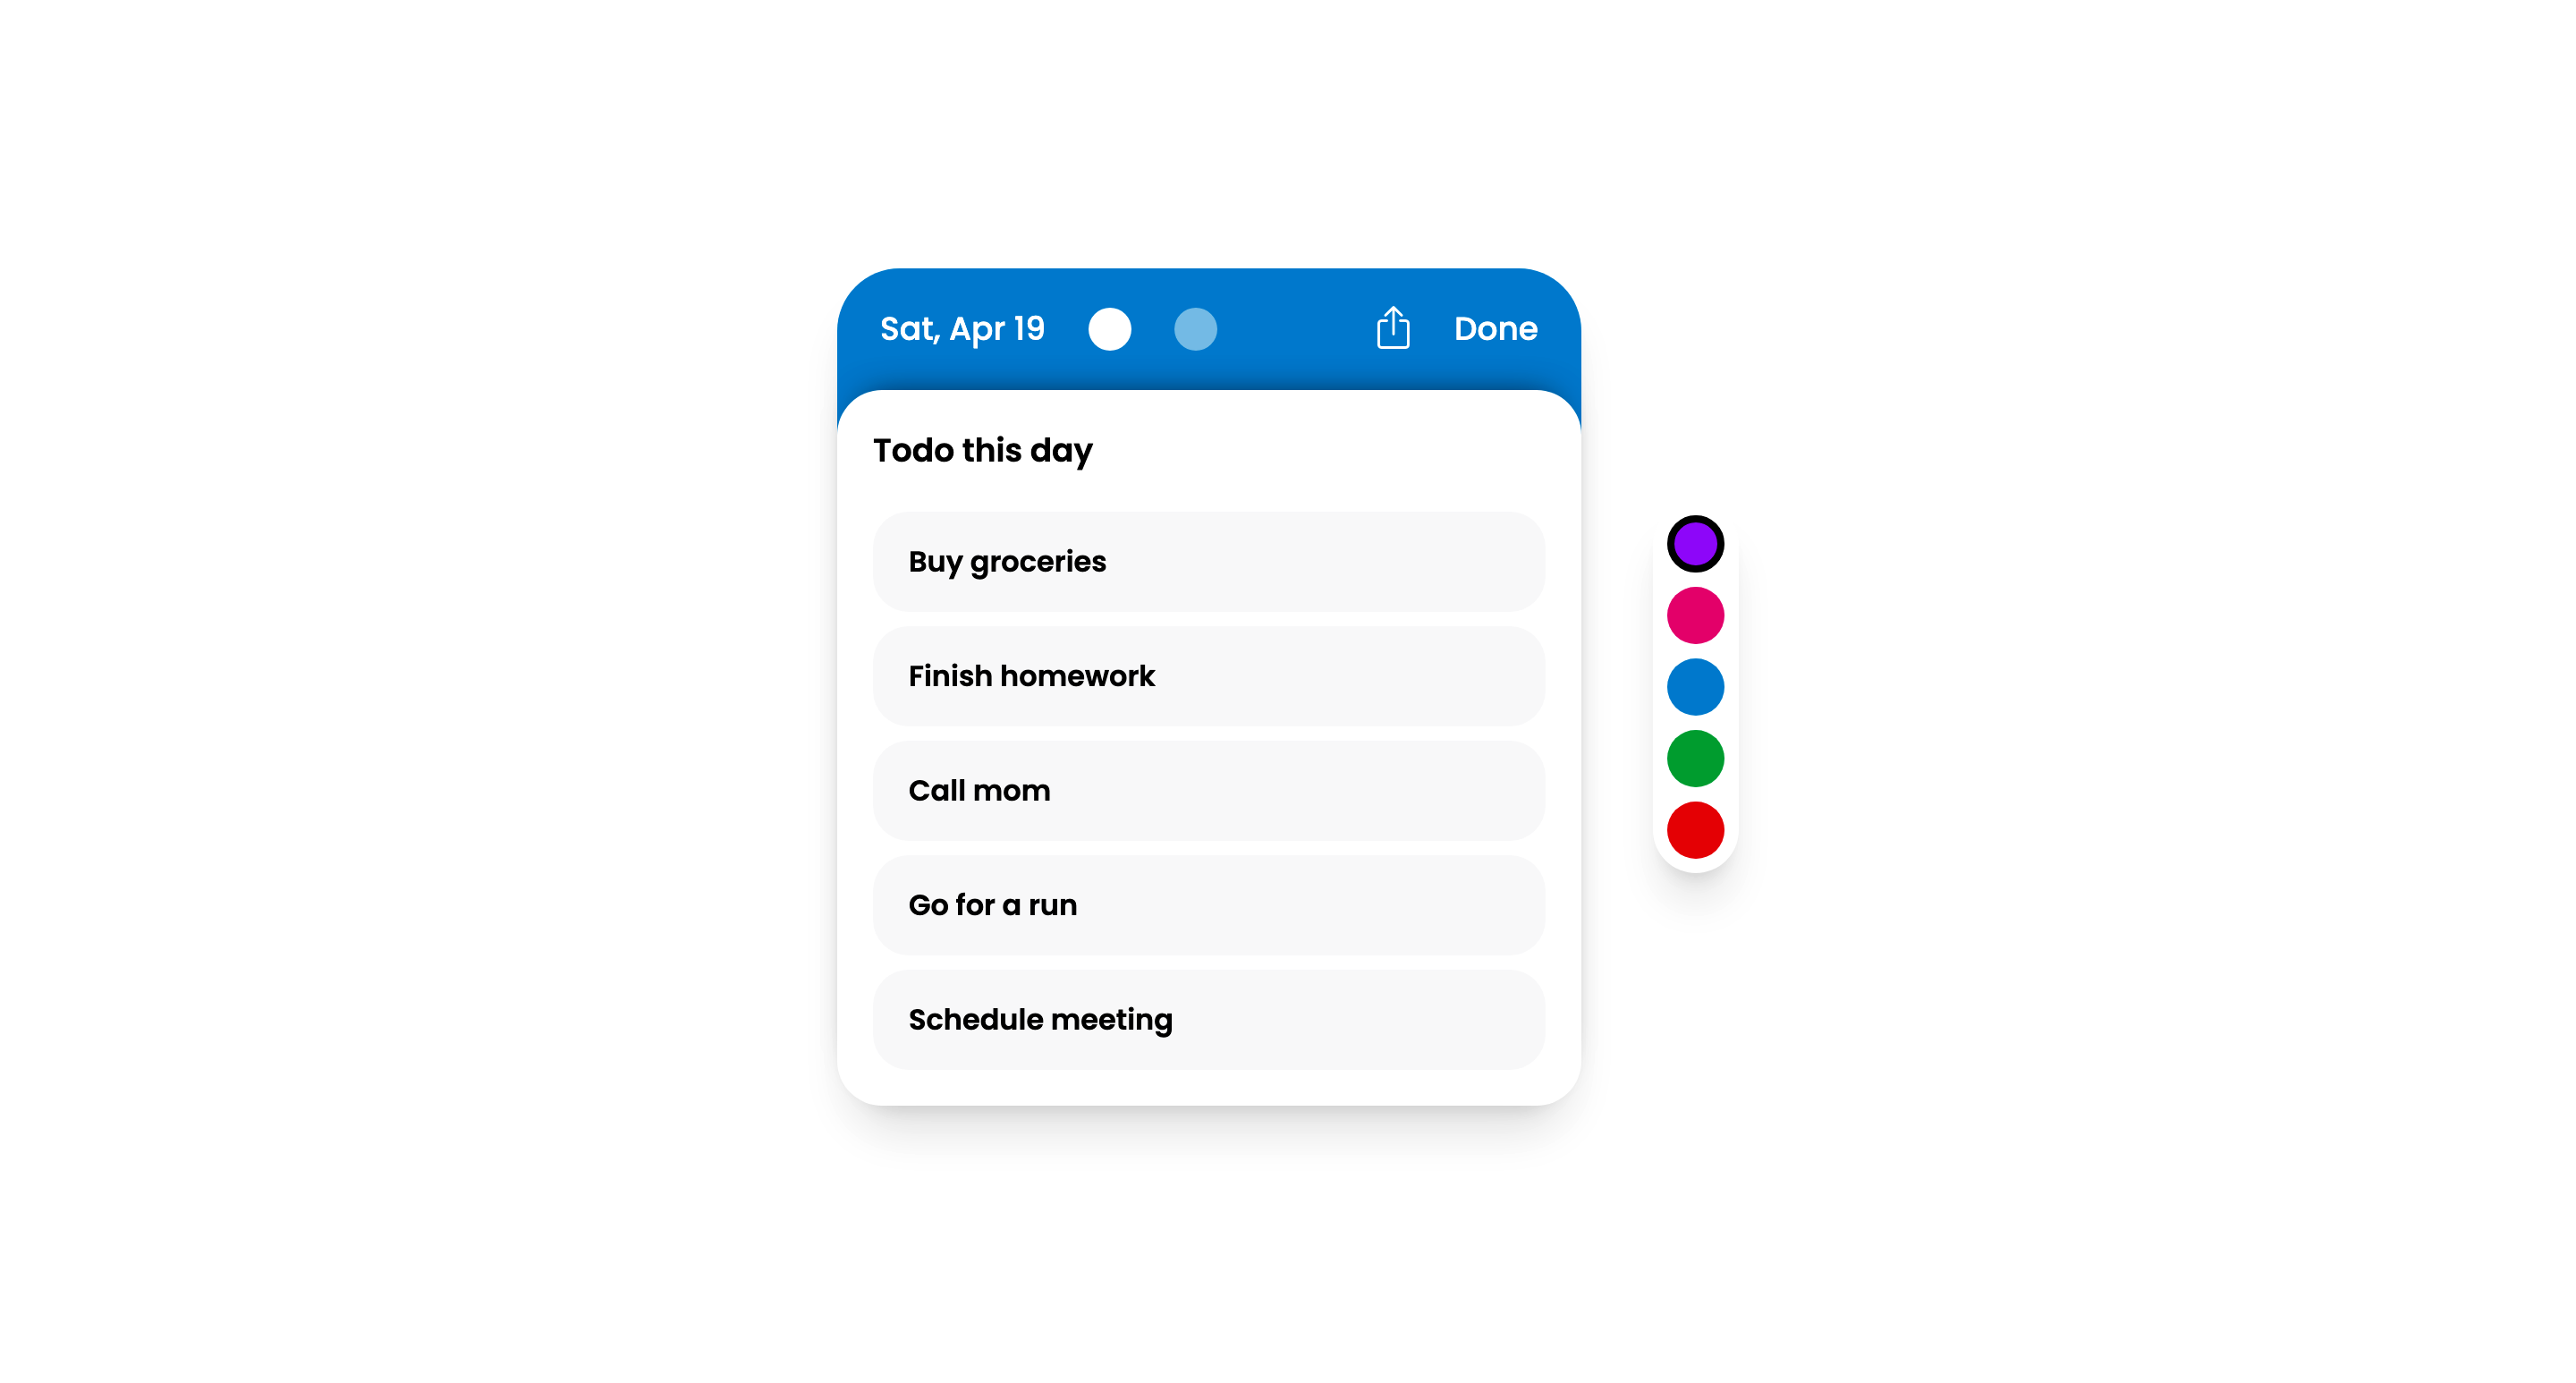 Sat, Apr 19
Done
Todo this day
Buy groceries
Finish homework
Call mom
Go for a run
Schedule meeting